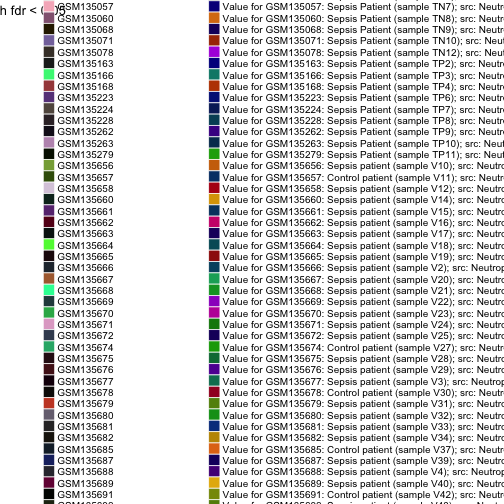 h fdr < 0.05
GSM135057 Value for GSM135057: Sepsis Patient (sample TN7); src: Neutr
GSM135060 Value for GSM135060: Sepsis Patient (sample TN8); src: Neutr
GSM135068 Value for GSM135068: Sepsis Patient (sample TN9); src: Neutr
GSM135071 Value for GSM135071: Sepsis Patient (sample TN10); src: Neut
GSM135078 Value for GSM135078: Sepsis Patient (sample TN12); src: Neut
GSM135163 Value for GSM135163: Sepsis Patient (sample TP2); src: Neutr
GSM135166 Value for GSM135166: Sepsis Patient (sample TP3); src: Neutr
GSM135168 Value for GSM135168: Sepsis Patient (sample TP4); src: Neutr
GSM135223 Value for GSM135223: Sepsis Patient (sample TP6); src: Neutr
GSM135224 Value for GSM135224: Sepsis Patient (sample TP7); src: Neutr
GSM135228 Value for GSM135228: Sepsis Patient (sample TP8); src: Neutr
GSM135262 Value for GSM135262: Sepsis Patient (sample TP9); src: Neutr
GSM135263 Value for GSM135263: Sepsis Patient (sample TP10); src: Neut
GSM135279 Value for GSM135279: Sepsis Patient (sample TP11); src: Neut
GSM135656 Value for GSM135656: Sepsis patient (sample V10); src: Neutr
GSM135657 Value for GSM135657: Control patient (sample V11); src: Neut
GSM135658 Value for GSM135658: Sepsis patient (sample V12); src: Neutr
GSM135660 Value for GSM135660: Sepsis patient (sample V14); src: Neutr
GSM135661 Value for GSM135661: Sepsis patient (sample V15); src: Neutr
GSM135662 Value for GSM135662: Sepsis patient (sample V16); src: Neutr
GSM135663 Value for GSM135663: Sepsis patient (sample V17); src: Neutr
GSM135664 Value for GSM135664: Sepsis patient (sample V18); src: Neutr
GSM135665 Value for GSM135665: Sepsis patient (sample V19); src: Neutr
GSM135666 Value for GSM135666: Sepsis patient (sample V2); src: Neutrop
GSM135667 Value for GSM135667: Sepsis patient (sample V20); src: Neutr
GSM135668 Value for GSM135668: Sepsis patient (sample V21); src: Neutr
GSM135669 Value for GSM135669: Sepsis patient (sample V22); src: Neutr
GSM135670 Value for GSM135670: Sepsis patient (sample V23); src: Neutr
GSM135671 Value for GSM135671: Sepsis patient (sample V24); src: Neutr
GSM135672 Value for GSM135672: Sepsis patient (sample V25); src: Neutr
GSM135674 Value for GSM135674: Control patient (sample V27); src: Neut
GSM135675 Value for GSM135675: Sepsis patient (sample V28); src: Neutr
GSM135676 Value for GSM135676: Sepsis patient (sample V29); src: Neutr
GSM135677 Value for GSM135677: Sepsis patient (sample V3); src: Neutrop
GSM135678 Value for GSM135678: Control patient (sample V30); src: Neut
GSM135679 Value for GSM135679: Sepsis patient (sample V31); src: Neutr
GSM135680 Value for GSM135680: Sepsis patient (sample V32); src: Neutr
GSM135681 Value for GSM135681: Sepsis patient (sample V33); src: Neutr
GSM135682 Value for GSM135682: Sepsis patient (sample V34); src: Neutr
GSM135685 Value for GSM135685: Control patient (sample V37); src: Neut
GSM135687 Value for GSM135687: Sepsis patient (sample V39); src: Neutr
GSM135688 Value for GSM135688: Sepsis patient (sample V4); src: Neutrop
GSM135689 Value for GSM135689: Sepsis patient (sample V40); src: Neutr
GSM135691 Value for GSM135691: Control patient (sample V42); src: Neut